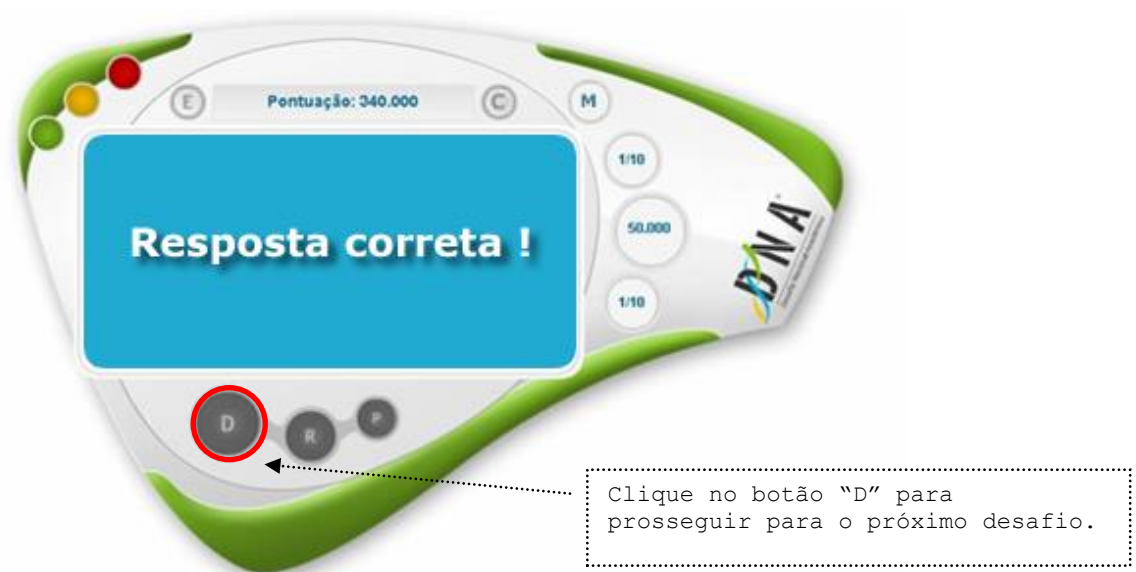 E
Pontuação: 340.000
C
M
1/10
Resposta correta !
50.000
DNA
1/10
D
R
P
Clique no botão “D” para
prosseguir para o próximo desafio.